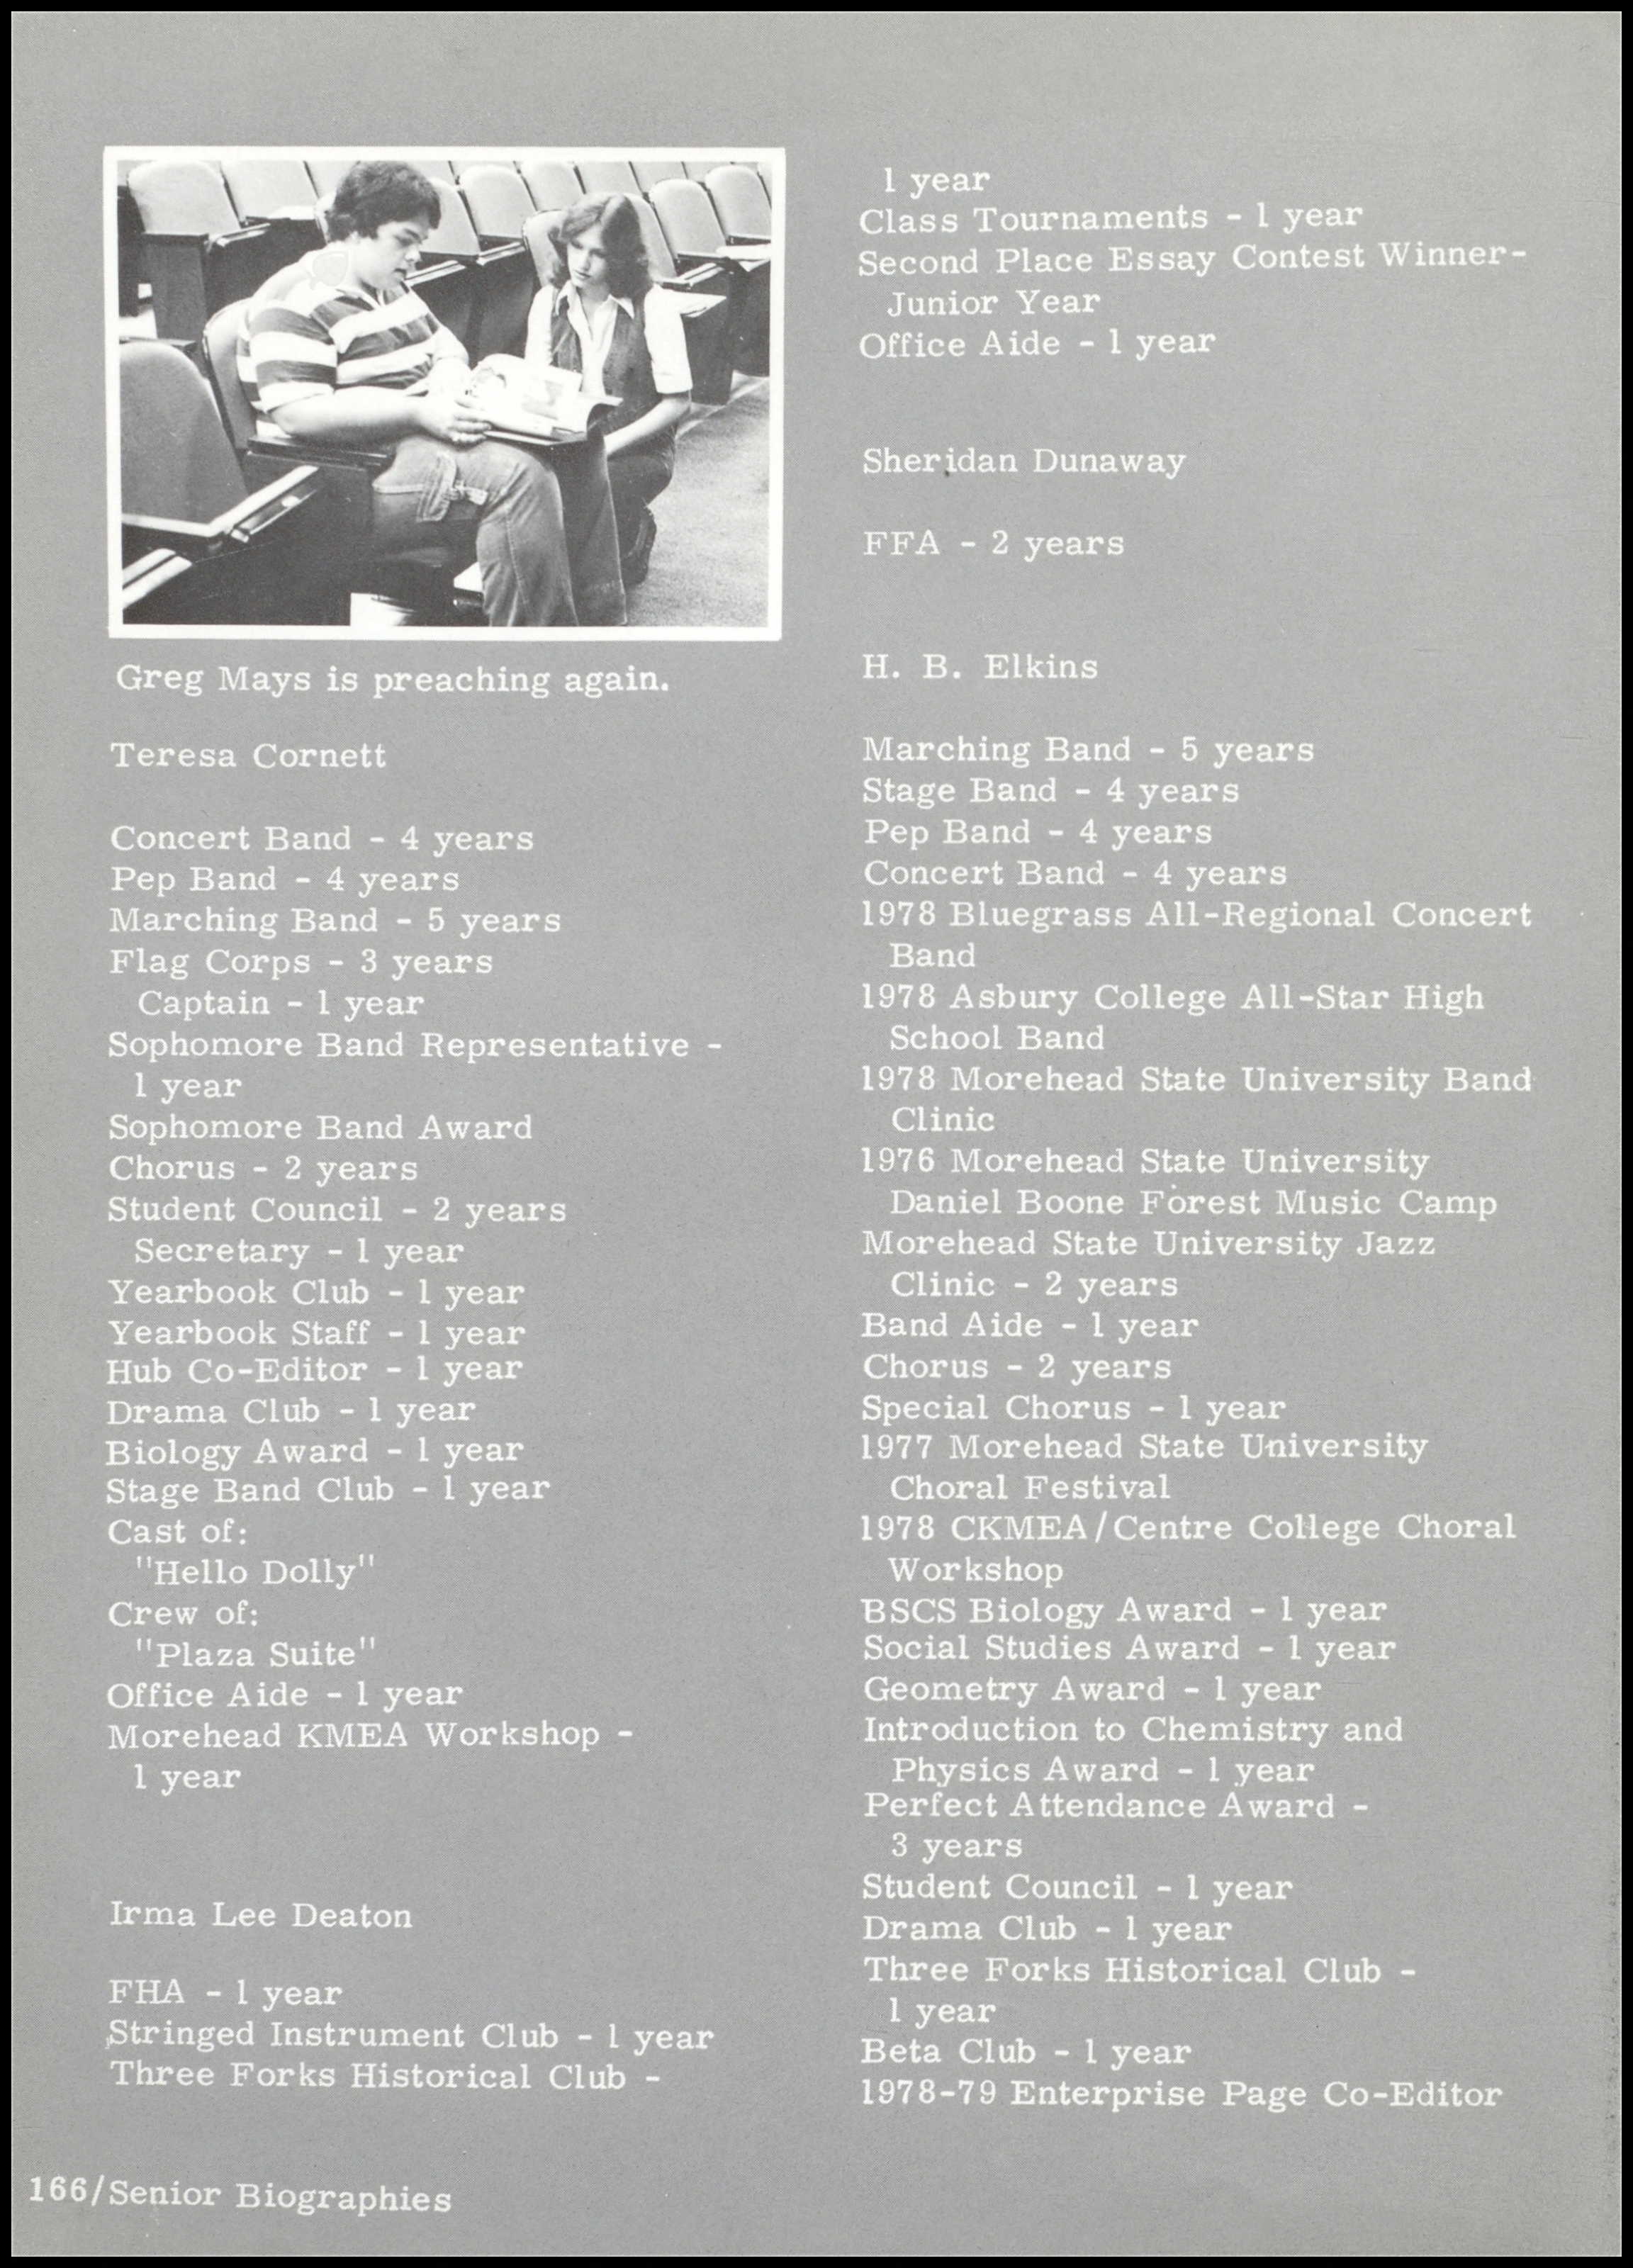 Greg Mays is preaching again.
Teresa Cornett
Concert Band - 4 years
Pep Band - 4 years
Marching Band - 5 years
Flag Corps - 3 years
Captain - 1 year
Sophomore Band Representative -
1 year
Sophomore Band Award
Chorus - 2 years
Student Council - 2 years
Secretary - 1 year
Yearbook Club - 1 year
Yearbook Staff - 1 year
Hub Co-Editor - 1 year
Drama Club - 1 year
Biology Award - 1 year
Stage Band Club - 1 year
Cast of:
"Hello Dolly"
Crew of:
"Plaza Suite"
Office Aide - 1 year
Morehead KMEA Workshop -
1 year
Irma Lee Deaton
FHA - 1 year
Stringed Instrument Club - 1 year
Three Forks Historical Club -
1 year
Class Tournaments - 1 year
Second Place Essay Contest Winner-
Junior Year
Office Aide - 1 year
Sheridan Dunaway
FFA - 2 years
H. B. Elkins
Marching Band - 5 years
Stage Band - 4 years
Pep Band - 4 years
Concert Band - 4 years
1978 Bluegrass All-Regional Concert
Band
1978 Asbury College All-Star High
School Band
1978 Morehead State University Band
Clinic
1976 Morehead State University
Daniel Boone Forest Music Camp
Morehead State University Jazz
Clinic - 2 years
Band Aide - 1 year
Chorus - 2 years
Special Chorus - 1 year
1977 Morehead State University
Choral Festival
1978 CKMEA/Centre College Choral
Workshop
BSCS Biology Award - 1 year
Social Studies Award - 1 year
Geometry Award - 1 year
Introduction to Chemistry and
Physics Award - 1 year
Perfect Attendance Award -
3 years
Student Council - 1 year
Drama Club - 1 year
Three Forks Historical Club -
1 year
Beta Club - 1 year
1978-79 Enterprise Page Co-Editor
166/Senior Biographies